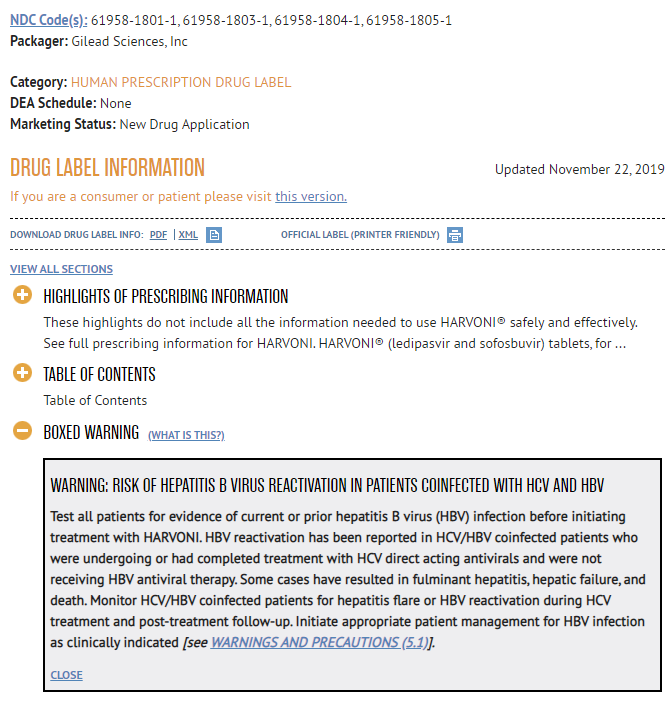 NDC Code(s): 61958-1801-1, 61958-1803-1, 61958-1804-1, 61958-1805-1
Packager: Gilead Sciences, Inc
Category: HUMAN PRESCRIPTION DRUG LABEL
DEA Schedule: None
Marketing Status: New Drug Application
DRUG LABEL INFORMATION
Updated November 22, 2019
If you are a consumer or patient please visit this version.
DOWNLOAD DRUG LABEL INFO: PDF | XML
OFFICIAL LABEL (PRINTER FRIENDLY)
VIEW ALL SECTIONS
HIGHLIGHTS OF PRESCRIBING INFORMATION
These highlights do not include all the information needed to use HARVONI® safely and effectively.
See full prescribing information for HARVONI. HARVONI® (ledipasvir and sofosbuvir) tablets, for ...
TABLE OF CONTENTS
Table of Contents
BOXED WARNING (WHAT IS THIS?)
WARNING: RISK OF HEPATITIS B VIRUS REACTIVATION IN PATIENTS COINFECTED WITH HCV AND HBV
Test all patients for evidence of current or prior hepatitis B virus (HBV) infection before initiating
treatment with HARVONI. HBV reactivation has been reported in HCV/HBV coinfected patients who
were undergoing or had completed treatment with HCV direct acting antivirals and were not
receiving HBV antiviral therapy. Some cases have resulted in fulminant hepatitis, hepatic failure, and
death. Monitor HCV/HBV coinfected patients for hepatitis flare or HBV reactivation during HCV
treatment and post-treatment follow-up. Initiate appropriate patient management for HBV infection
as clinically indicated [see WARNINGS AND PRECAUTIONS (5.1)].
CLOSE